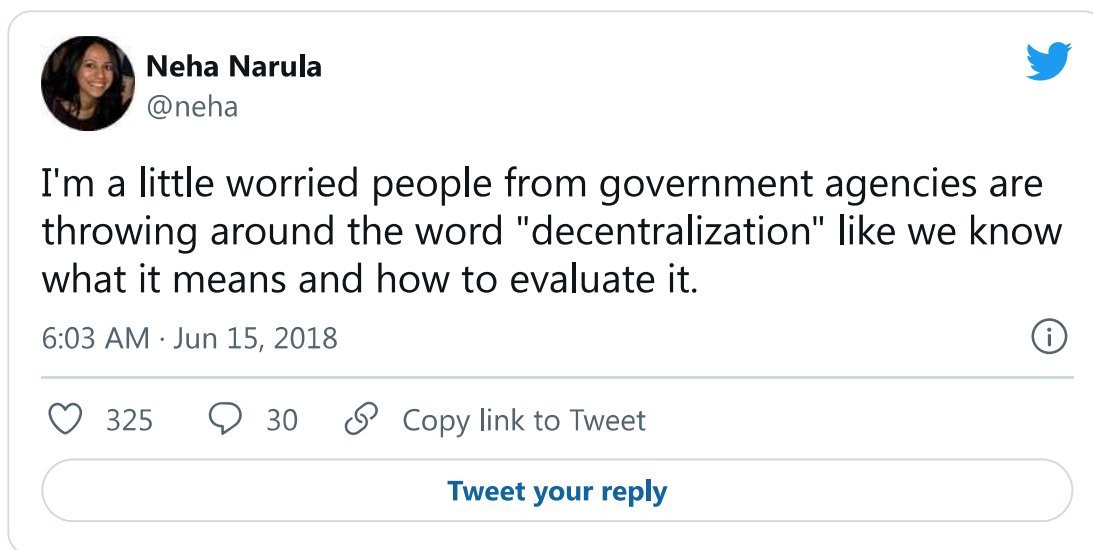 Neha Narula
@neha
I'm a little worried people from government agencies are
throwing around the word "decentralization" like we know
what it means and how to evaluate it.
6:03 AM · Jun 15, 2018
325 30 Copy link to Tweet
Tweet your reply